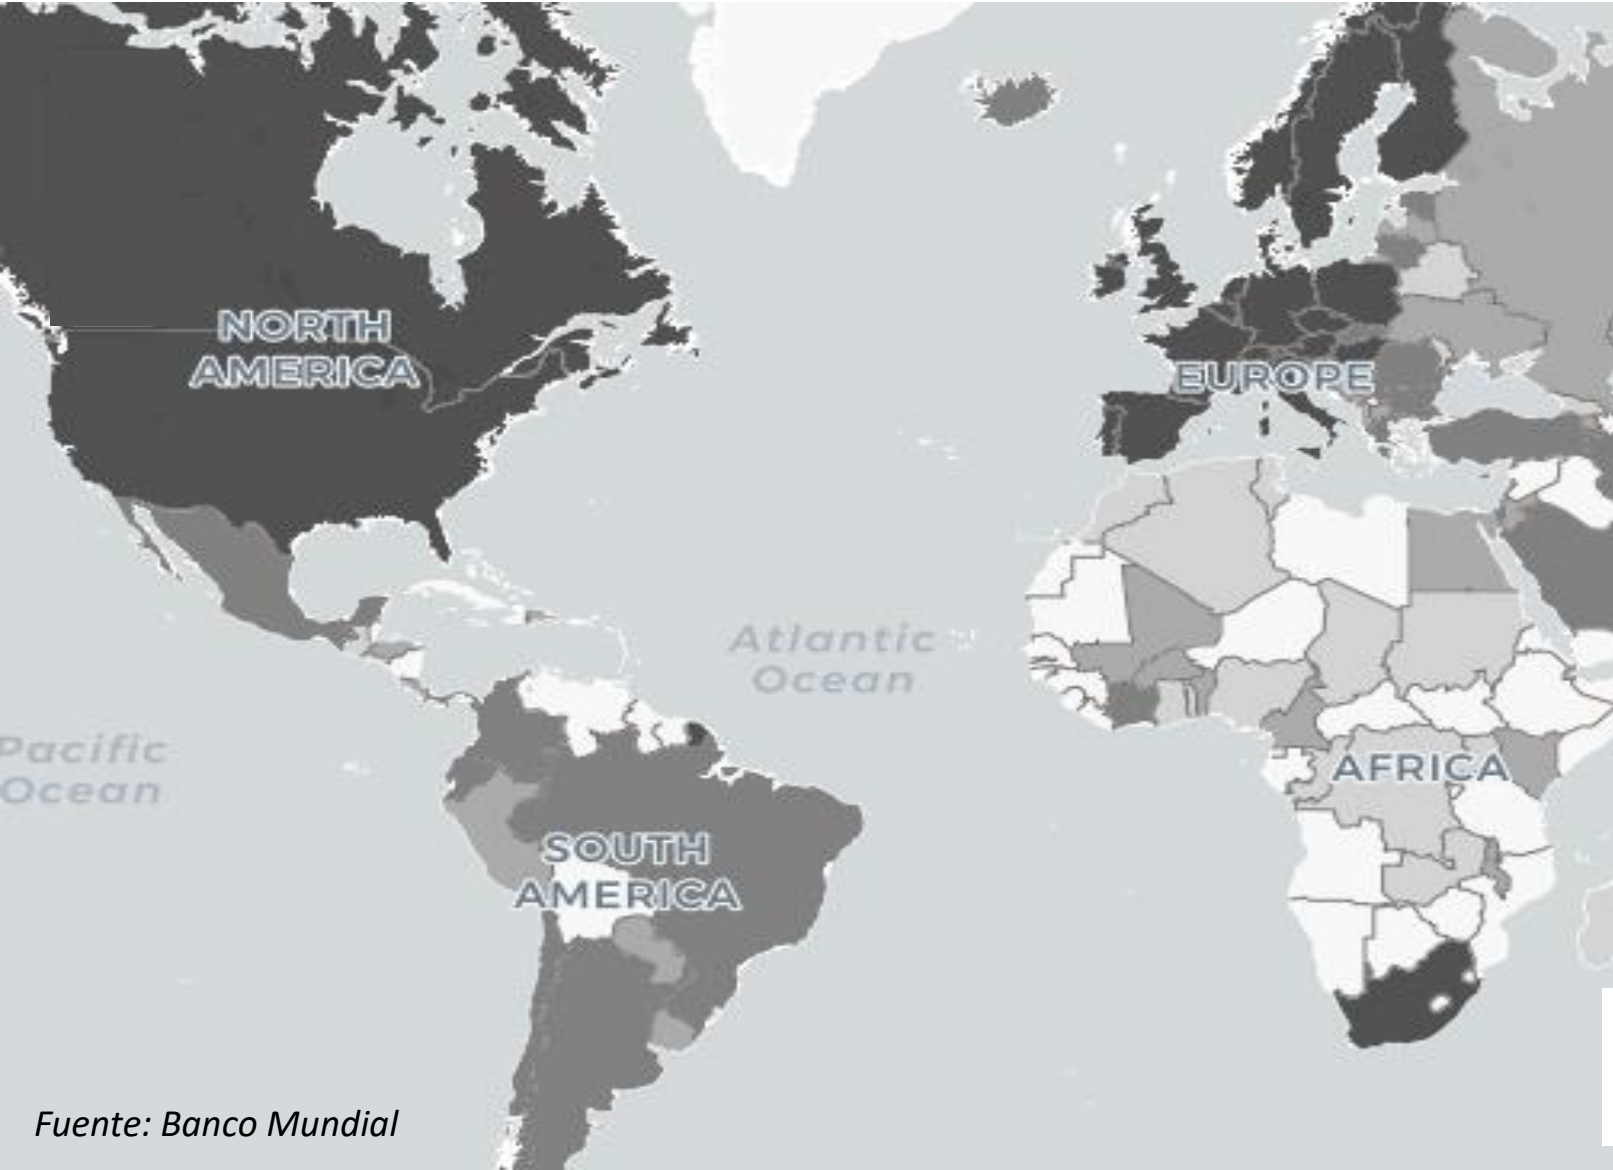 NORTH
AMERICA
EUROPE
Atlantic
Ocean
Pacific
Ocean
AFRICA
SOUTH
AMERICA
Fuente: Banco Mundial